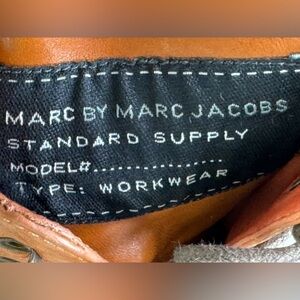 MARC BY MARC JACOBS
STANDARD SUPPLY
MODEL#..................
TYPE: WORKWEAR